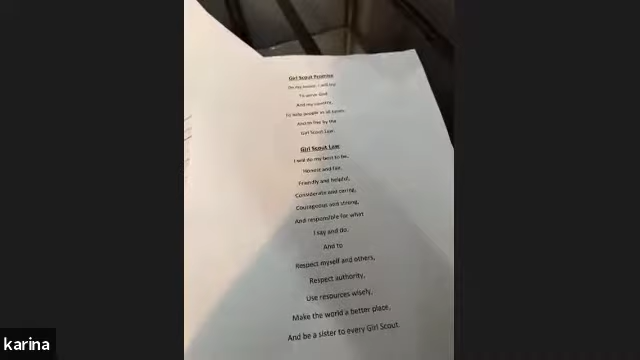 Girl Scout Promise
On my honor, I will try:
To serve God
And my country,
To help people at all times,
And to live by the
Girl Scout Law.
Girl Scout Law
I will do my best to be,
Honest and fair,
Friendly and helpful,
Considerate and caring,
Courageous and strong,
And responsible for what
I say and do.
And to
Respect myself and others,
Respect authority,
Use resources wisely,
Make the world a better place,
And be a sister to every Girl Scout.
karina